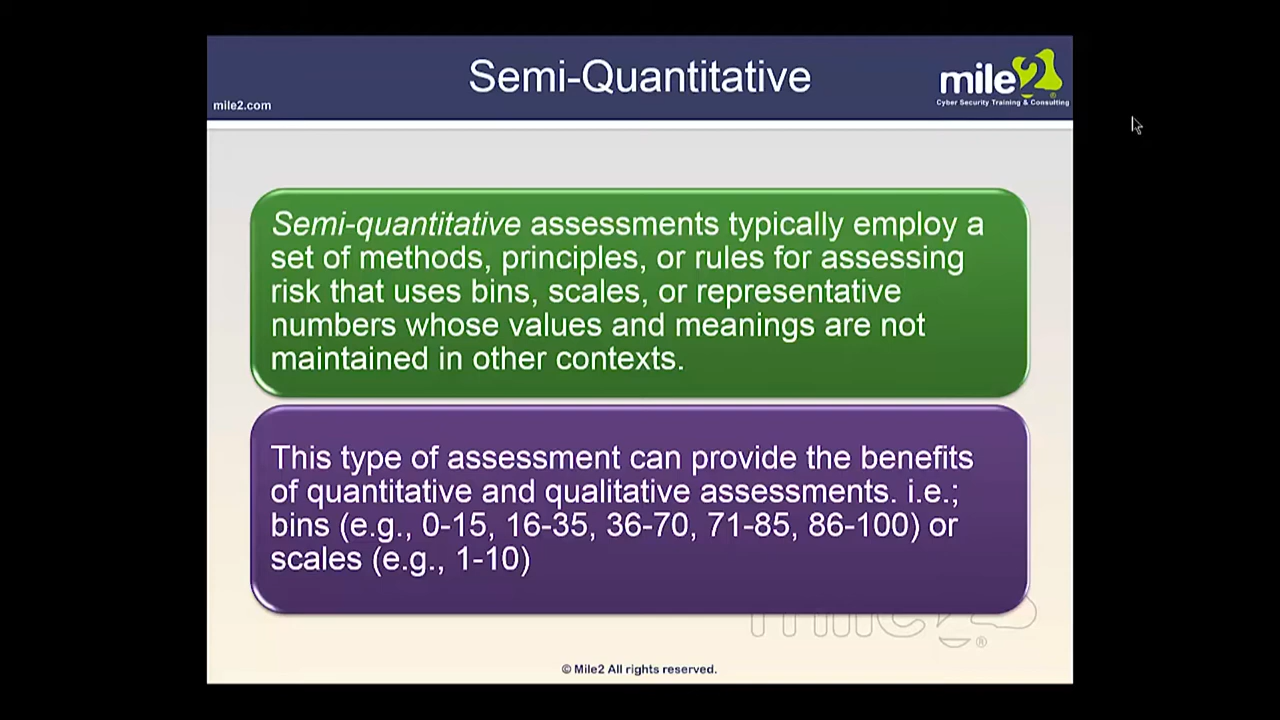 Semi-Quantitative
mile2.com
mile2
Cyber Security Training & Consulting
Semi-quantitative assessments typically employ a
set of methods, principles, or rules for assessing
risk that uses bins, scales, or representative
numbers whose values and meanings are not
maintained in other contexts.
This type of assessment can provide the benefits
of quantitative and qualitative assessments. i.e.;
bins (e.g., 0-15, 16-35, 36-70, 71-85, 86-100) or
scales (e.g., 1-10)
mile2®
© Mile2 All rights reserved.